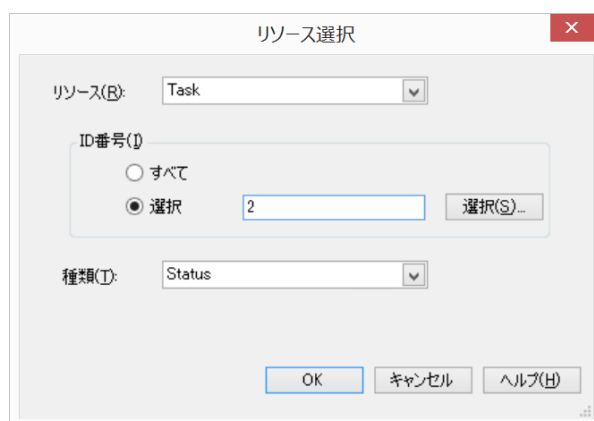 リソース選択
リソース(R): Task
ID番号(I)
すべて
選択 2 選択(S)...
種類(T): Status
OK キャンセル ヘルプ(H)